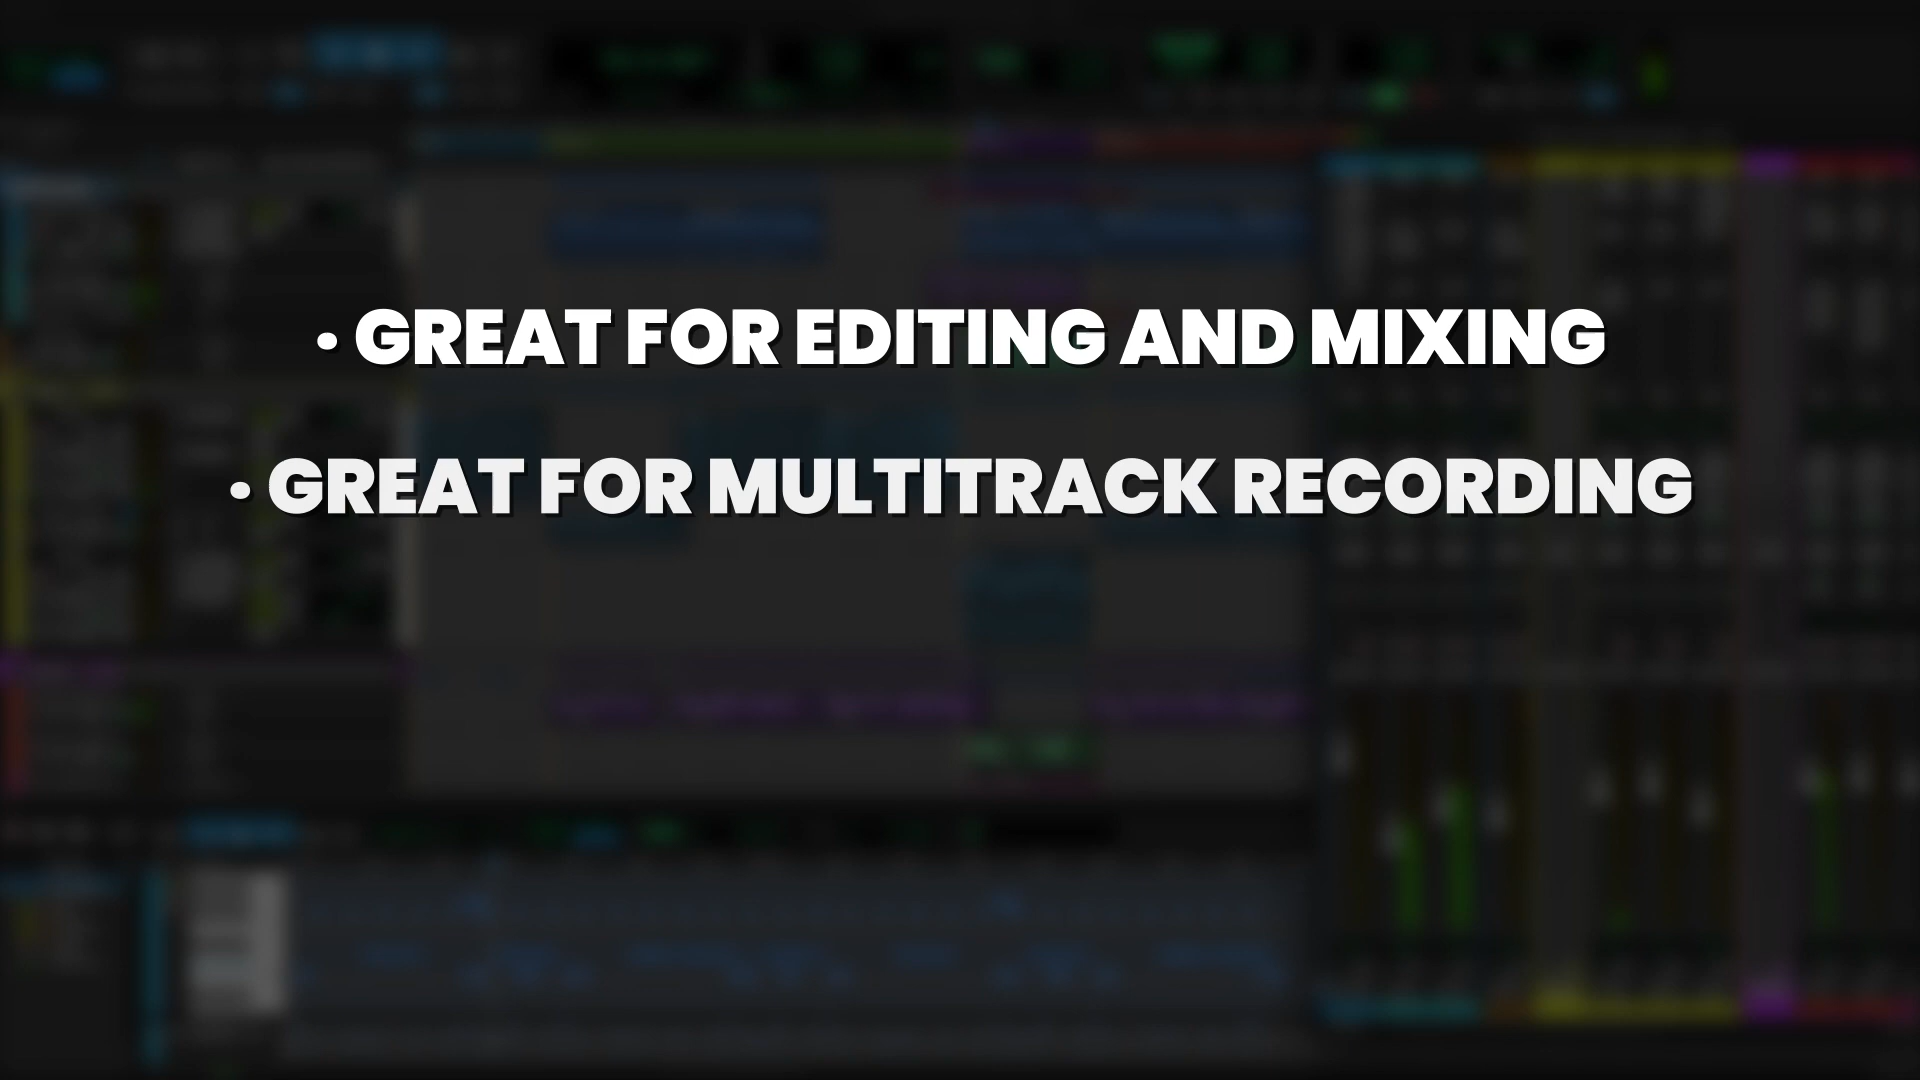 • GREAT FOR EDITING AND MIXING
• GREAT FOR MULTITRACK RECORDING